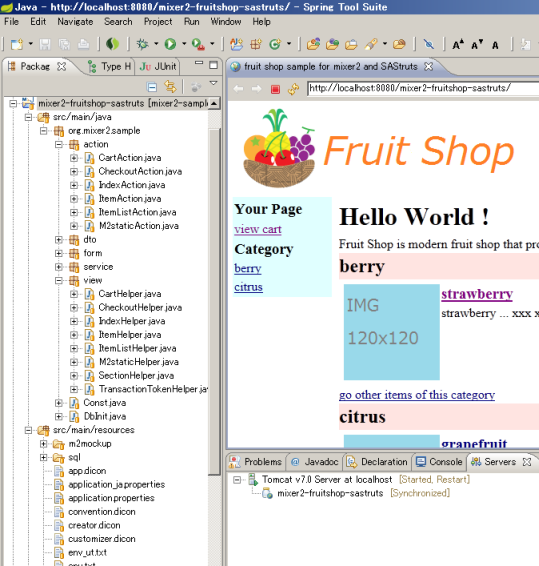 Java - http://localhost:8080/mixer2-fruitshop-sastruts/ - Spring Tool Suite
File Edit Navigate Search Project Run Window Help
Packag
Type H
Ju JUnit
mixer2-fruitshop-sastruts [mixer2-sampl
src/main/java
org.mixer2.sample
action
CartAction.java
CheckoutAction.java
IndexAction.java
ItemAction.java
ItemListAction.java
M2staticAction.java
dto
form
service
view
CartHelper.java
CheckoutHelper.java
IndexHelper.java
ItemHelper.java
ItemListHelper.java
M2staticHelper.java
SectionHelper.java
TransactionTokenHelper.jav
Const.java
DbInit.java
src/main/resources
m2mockup
sql
app.dicon
application_ja.properties
application.properties
convention.dicon
creator.dicon
customizer.dicon
env_ut.txt
env.txt
fruit shop sample for mixer2 and SAStruts
http://localhost:8080/mixer2-fruitshop-sastruts/
Fruit Shop
Your Page
view cart
Category
berry
citrus
Hello World !
Fruit Shop is modern fruit shop that pro
berry
IMG
120x120
strawberry
strawberry ... xxx x
go other items of this category
citrus
grapefruit
Problems
@ Javadoc
Declaration
Console
Servers
Tomcat v7.0 Server at localhost [Started, Restart]
mixer2-fruitshop-sastruts [Synchronized]